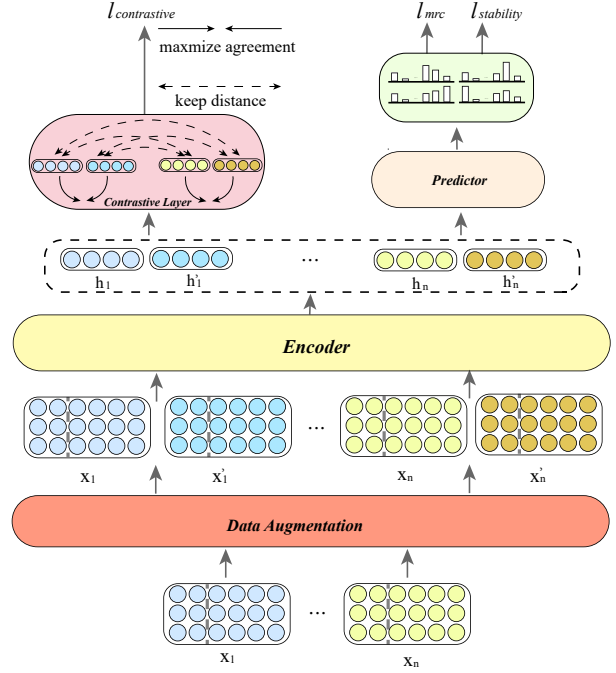 l contrastive
maxmize agreement
keep distance
Contrastive Layer
l mrc
l stability
Predictor
h1 h'1 ... hn h'n
Encoder
...
x1 x'1 xn x'n
Data Augmentation
...
x1 xn